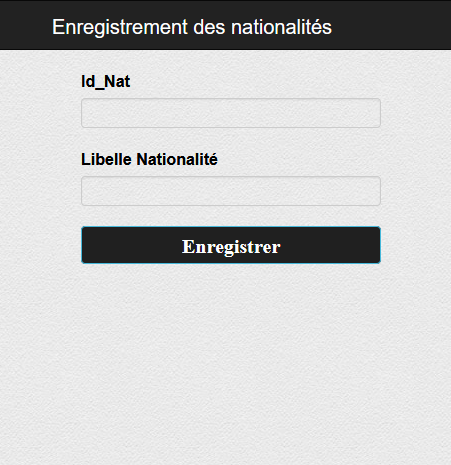 Enregistrement des nationalités
Id_Nat
Libelle Nationalité
Enregistrer